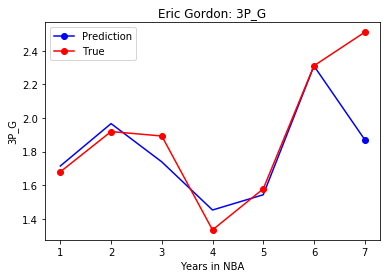 Eric Gordon: 3P_G
Prediction
True
3P_G
2.4
2.2
2.0
1.8
1.6
1.4
1 2 3 4 5 6 7
Years in NBA